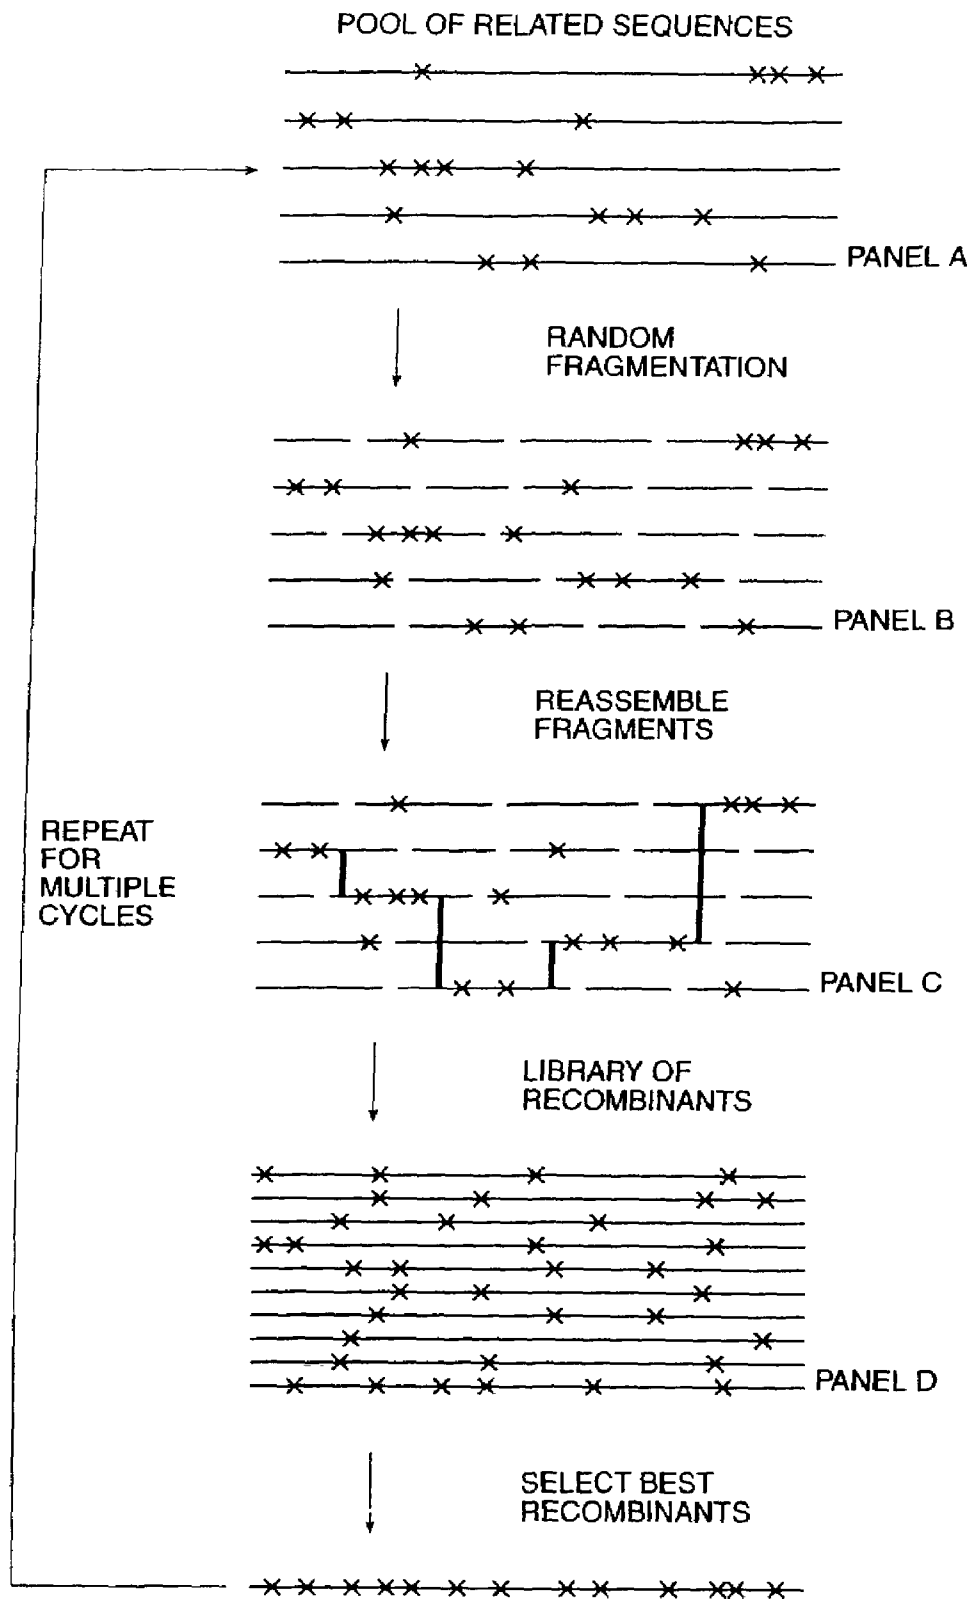 POOL OF RELATED SEQUENCES
PANEL A
RANDOM
FRAGMENTATION
PANEL B
REASSEMBLE
FRAGMENTS
REPEAT
FOR
MULTIPLE
CYCLES
PANEL C
LIBRARY OF
RECOMBINANTS
PANEL D
SELECT BEST
RECOMBINANTS